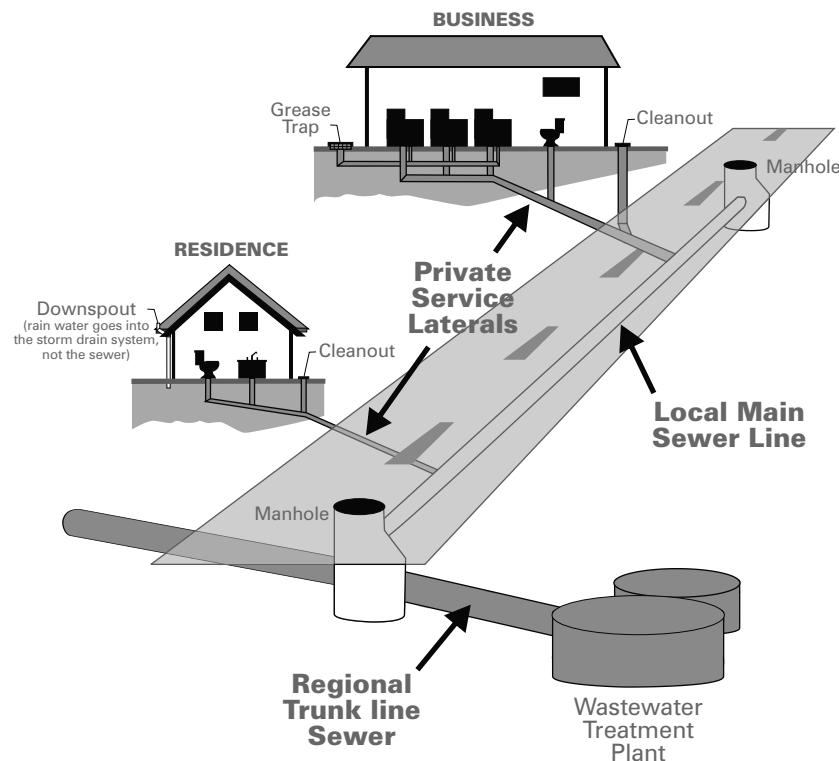 BUSINESS
Grease
Trap
Cleanout
Manhole
RESIDENCE
Private
Service
Laterals
Downspout
(rain water goes into
the storm drain system,
not the sewer)
Cleanout
Local Main
Sewer Line
Manhole
Regional
Trunk line
Sewer
Wastewater
Treatment
Plant